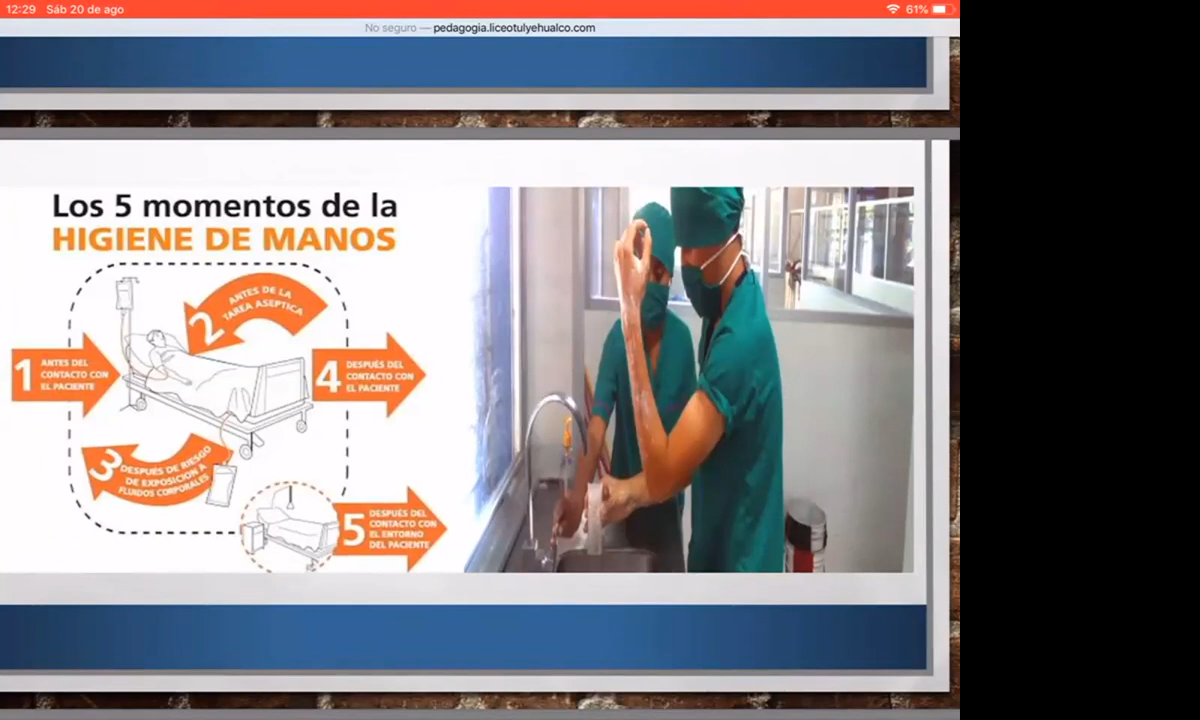 12:29 Sáb 20 de ago
61%
No seguro — pedagogia.liceotulyehualco.com
Los 5 momentos de la
HIGIENE DE MANOS
1
ANTES DEL
CONTACTO CON
EL PACIENTE
2
ANTES DE LA
TAREA ASEPTICA
3
DESPUÉS DE RIESGO
DE EXPOSICIÓN A
FLUIDOS CORPORALES
4
DESPUÉS DEL
CONTACTO CON
EL PACIENTE
5
DESPUÉS DEL
CONTACTO CON
EL ENTORNO
DEL PACIENTE